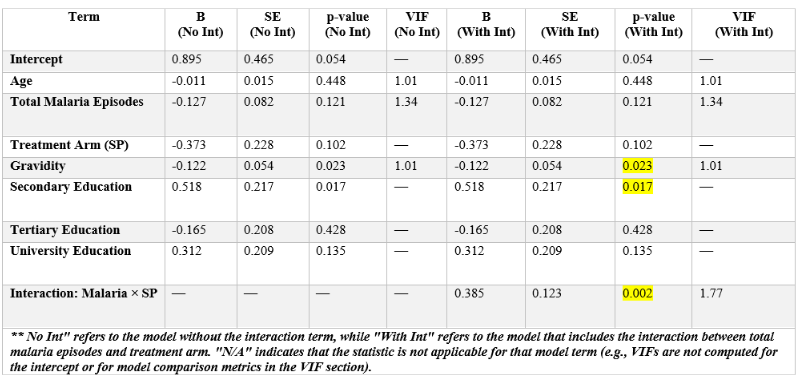 Term B SE p-value VIF B SE p-value VIF
(No Int) (No Int) (No Int) (No Int) (With Int) (With Int) (With Int) (With Int)
Intercept 0.895 0.465 0.054 — 0.895 0.465 0.054 —
Age -0.011 0.015 0.448 1.01 -0.011 0.015 0.448 1.01
Total Malaria Episodes -0.127 0.082 0.121 1.34 -0.127 0.082 0.121 1.34
Treatment Arm (SP) -0.373 0.228 0.102 — -0.373 0.228 0.102 —
Gravidity -0.122 0.054 0.023 1.01 -0.122 0.054 0.023 1.01
Secondary Education 0.518 0.217 0.017 — 0.518 0.217 0.017 —
Tertiary Education -0.165 0.208 0.428 — -0.165 0.208 0.428 —
University Education 0.312 0.209 0.135 — 0.312 0.209 0.135 —
Interaction: Malaria × SP — — — — 0.385 0.123 0.002 1.77
** No Int" refers to the model without the interaction term, while "With Int" refers to the model that includes the interaction between total
malaria episodes and treatment arm. "N/A" indicates that the statistic is not applicable for that model term (e.g., VIFs are not computed for
the intercept or for model comparison metrics in the VIF section).